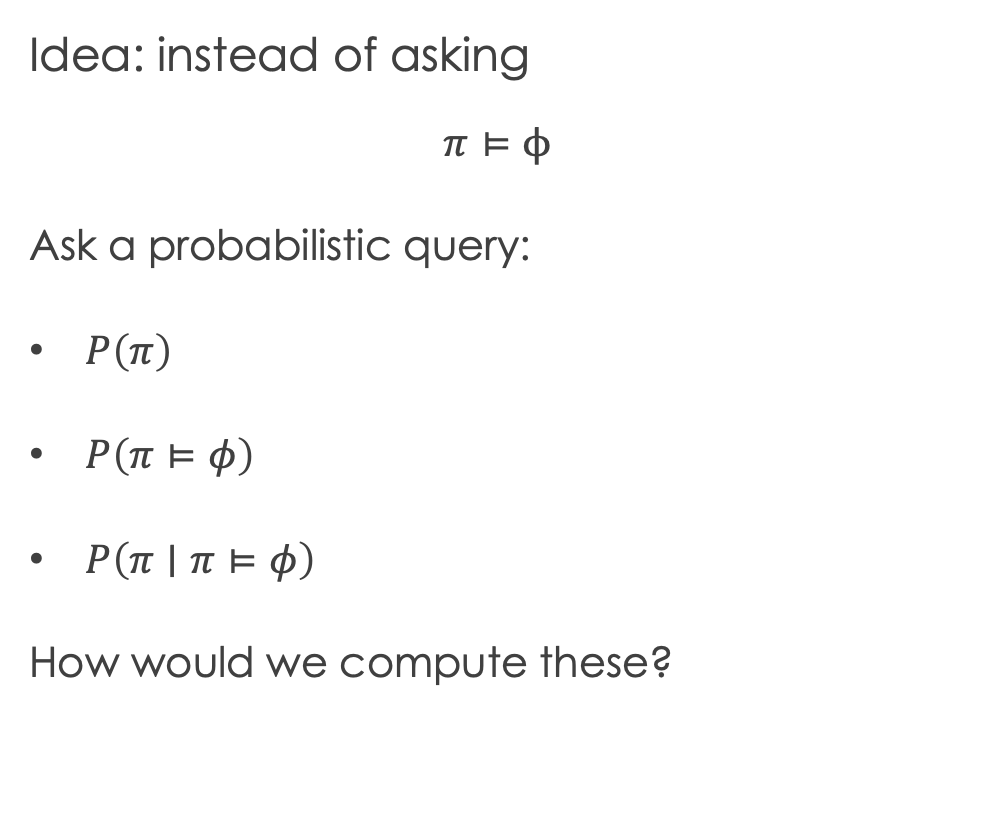 Idea: instead of asking
π ⊨ ϕ
Ask a probabilistic query:
• P(π)
• P(π ⊨ ϕ)
• P(π | π ⊨ ϕ)
How would we compute these?